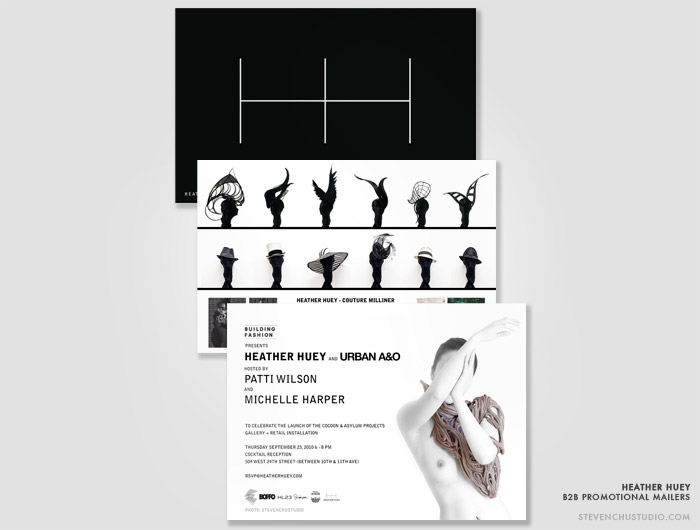 HEAT
HEATHER HUEY - COUTURE MILLINER
BUILDING
FASHION
PRESENTS
HEATHER HUEY AND URBAN A&O
HOSTED BY
PATTI WILSON
AND
MICHELLE HARPER
TO CELEBRATE THE LAUNCH OF THE COCOON & ASYLUM PROJECTS
GALLERY + RETAIL INSTALLATION
THURSDAY SEPTEMBER 23, 2010 6 - 8 PM
COCKTAIL RECEPTION
504 WEST 24TH STREET (BETWEEN 10TH & 11TH AVE)
RSVP@HEATHERHUEY.COM
BOFFO HL23
PHOTO: STEVENCHUSTUDIO
HEATHER HUEY
B2B PROMOTIONAL MAILERS
STEVENCHUSTUDIO.COM